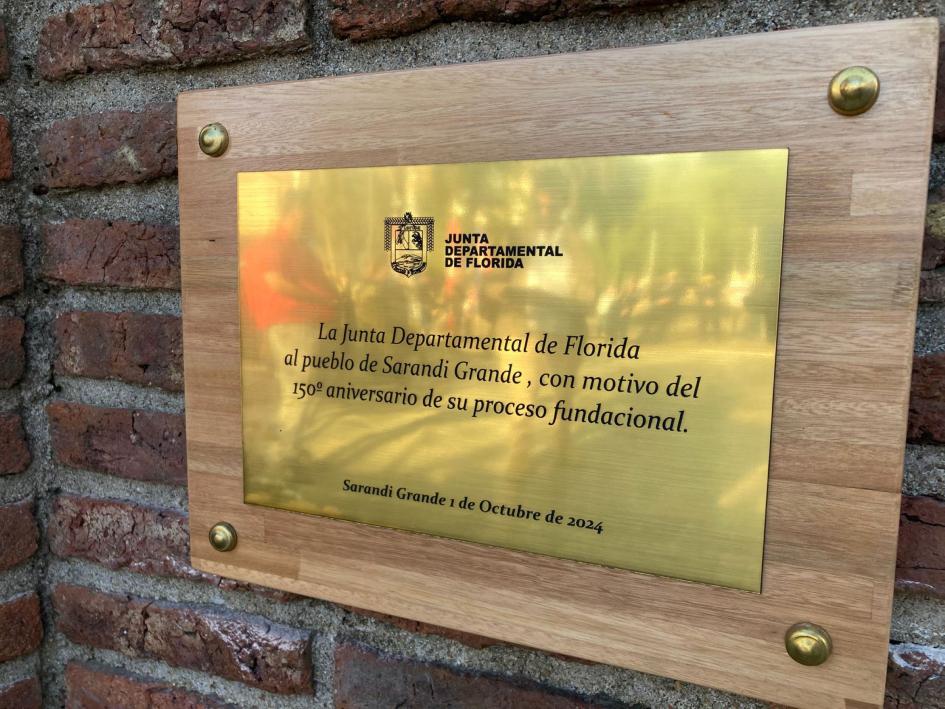 JUNTA
DEPARTAMENTAL
DE FLORIDA
La Junta Departamental de Florida
al pueblo de Sarandi Grande , con motivo del
150º aniversario de su proceso fundacional.
Sarandi Grande 1 de Octubre de 2024